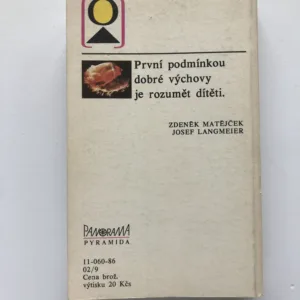 První podmínkou
dobré výchovy
je rozumět dítěti.
ZDENĚK MATĚJČEK
JOSEF LANGMEIER
PANORAMA
PYRAMIDA
11-060-86
02/9
Cena brož.
výtisku 20 Kčs